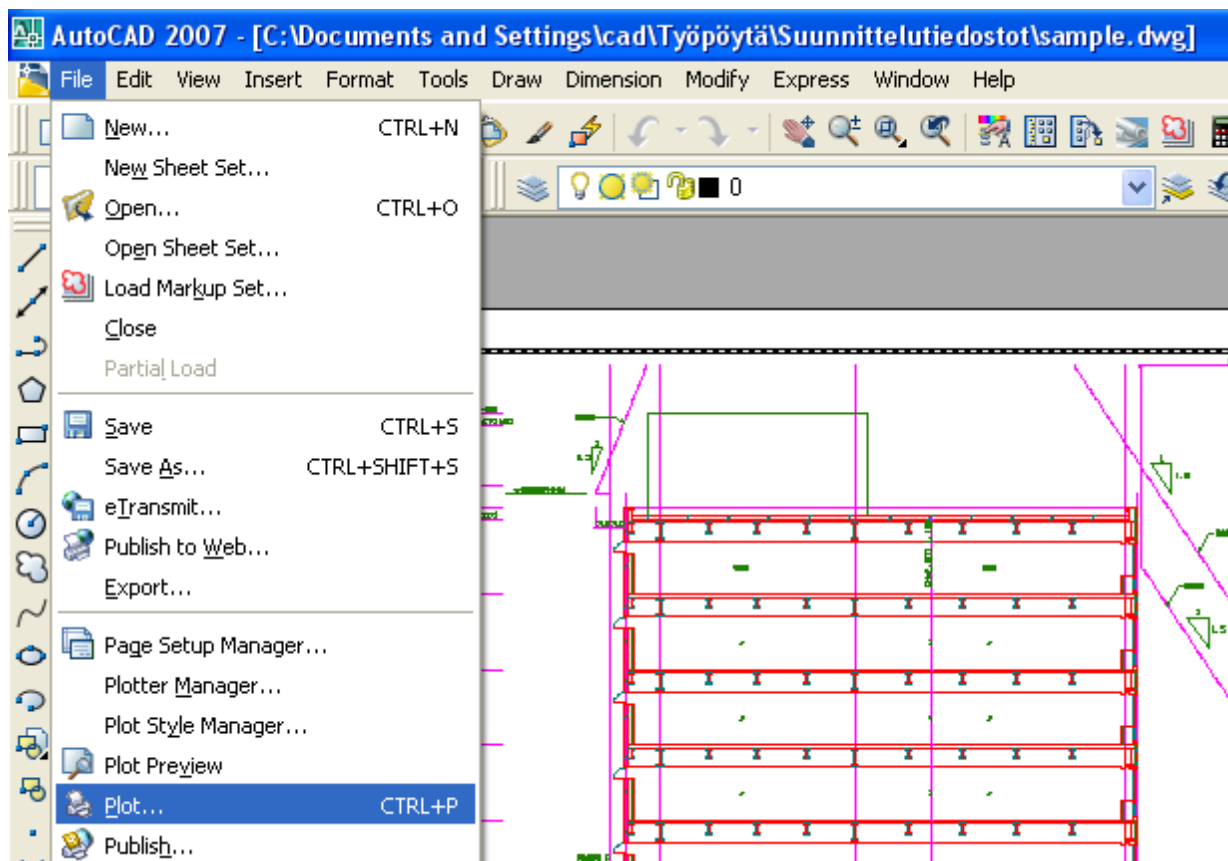 AutoCAD 2007 - [C:\Documents and Settings\cad\Työpöytä\Suunnittelutiedostot\sample.dwg]
File Edit View Insert Format Tools Draw Dimension Modify Express Window Help
New... CTRL+N
New Sheet Set...
Open... CTRL+O
Open Sheet Set...
Load Markup Set...
Close
Partial Load
Save CTRL+S
Save As... CTRL+SHIFT+S
eTransmit...
Publish to Web...
Export...
Page Setup Manager...
Plotter Manager...
Plot Style Manager...
Plot Preview
Plot... CTRL+P
Publish...
0